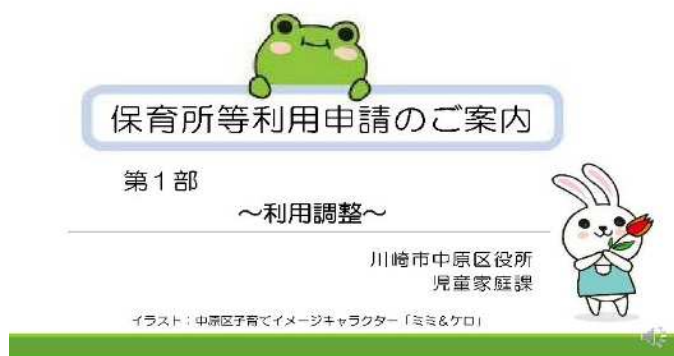 保育所等利用申請のご案内
第1部
～利用調整～
川崎市中原区役所
児童家庭課
イラスト：中原区子育てイメージキャラクター「ミミ&ケロ」